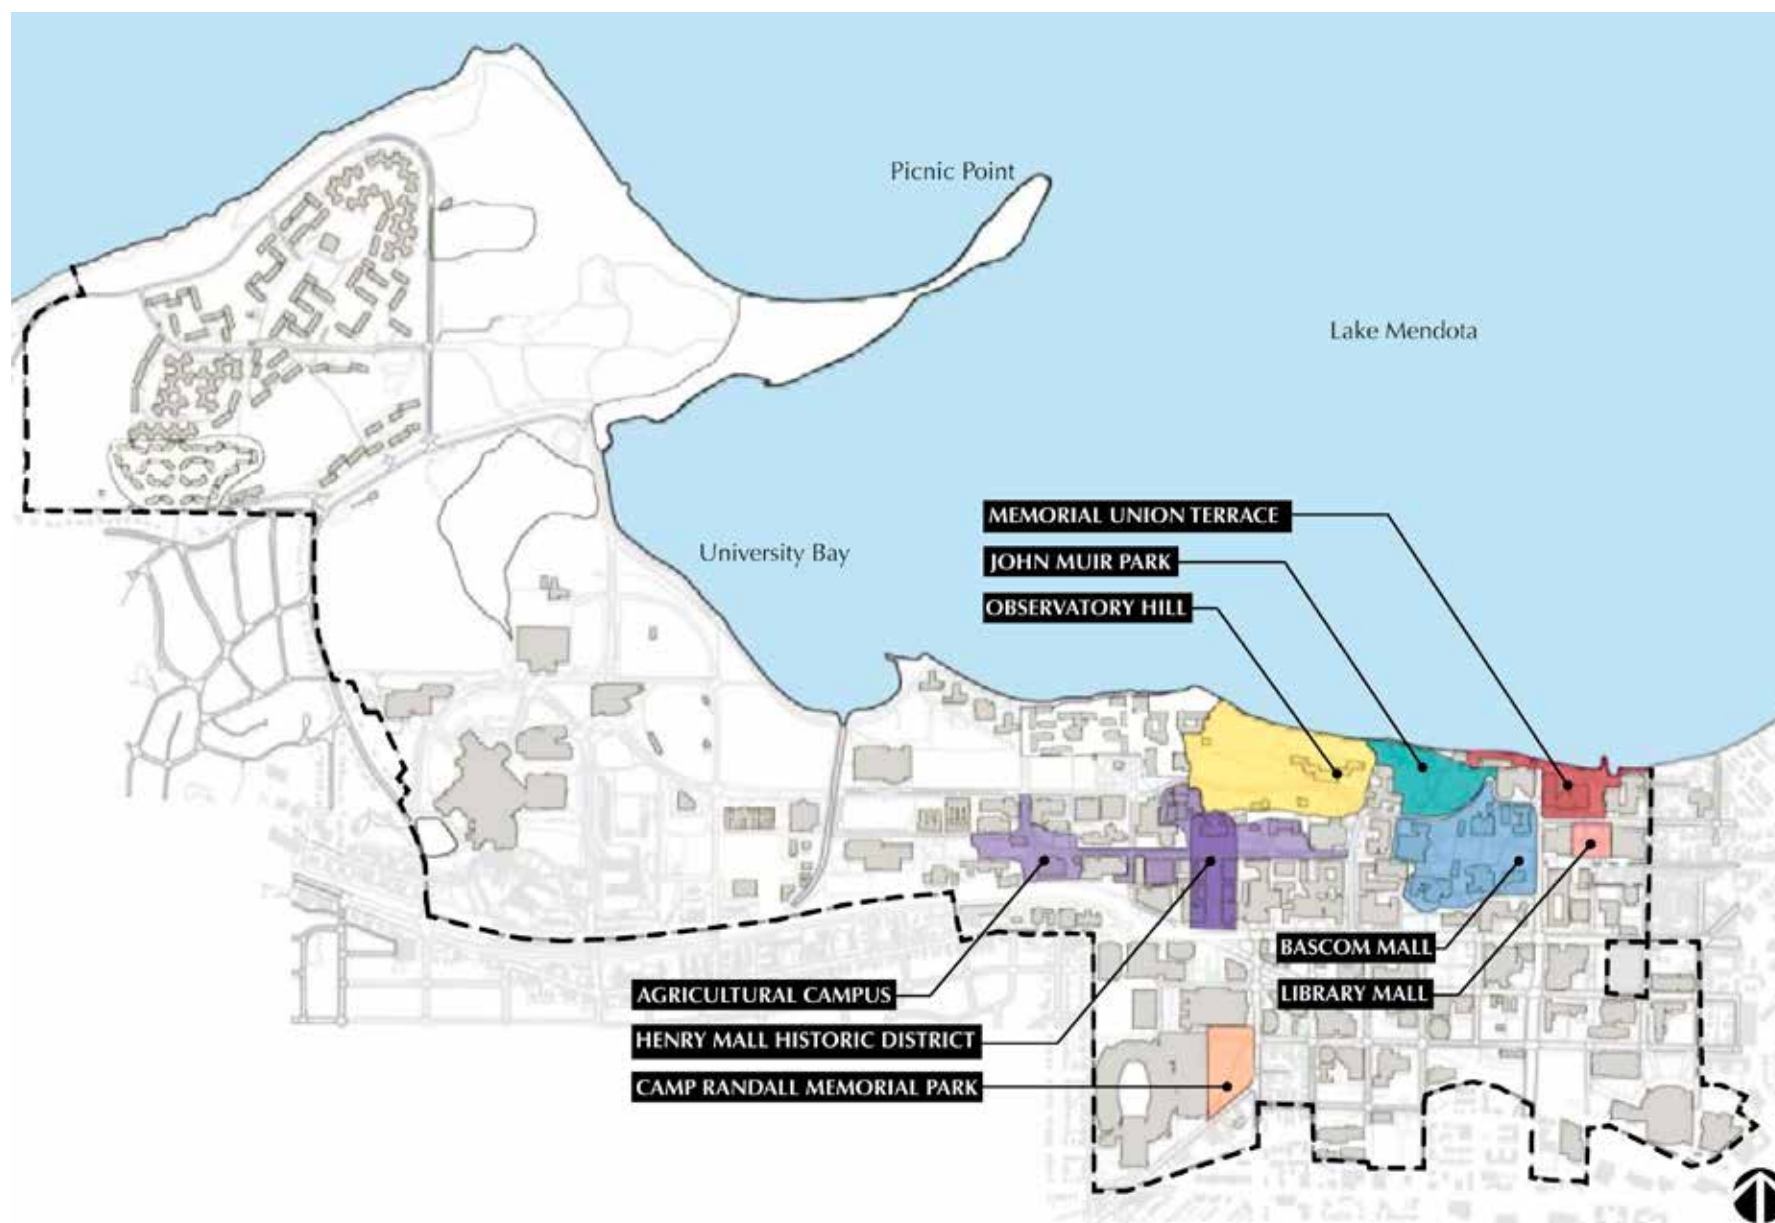 Picnic Point
Lake Mendota
MEMORIAL UNION TERRACE
University Bay
JOHN MUIR PARK
OBSERVATORY HILL
BASCOM MALL
AGRICULTURAL CAMPUS
LIBRARY MALL
HENRY MALL HISTORIC DISTRICT
CAMP RANDALL MEMORIAL PARK